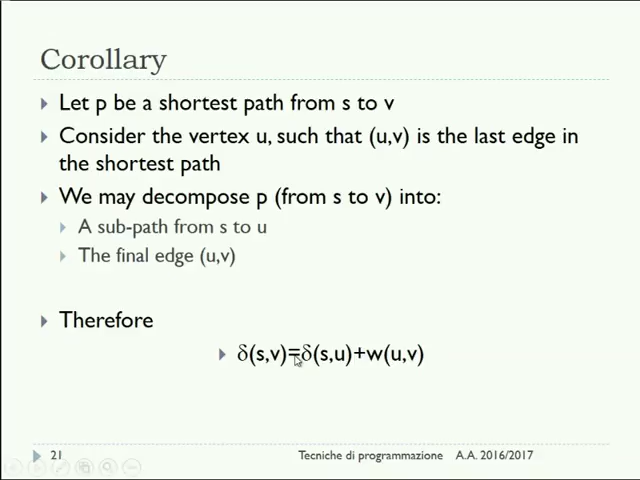 Corollary
Let p be a shortest path from s to v
Consider the vertex u, such that (u,v) is the last edge in
the shortest path
We may decompose p (from s to v) into:
A sub-path from s to u
The final edge (u,v)
Therefore
δ(s,v)=δ(s,u)+w(u,v)
21 Tecniche di programmazione A.A. 2016/2017